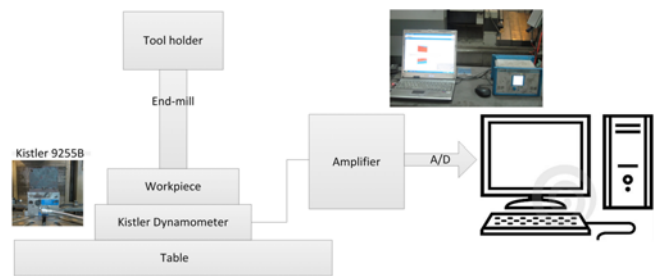 Tool holder
End-mill
Kistler 9255B
Workpiece
Kistler Dynamometer
Table
Amplifier
A/D